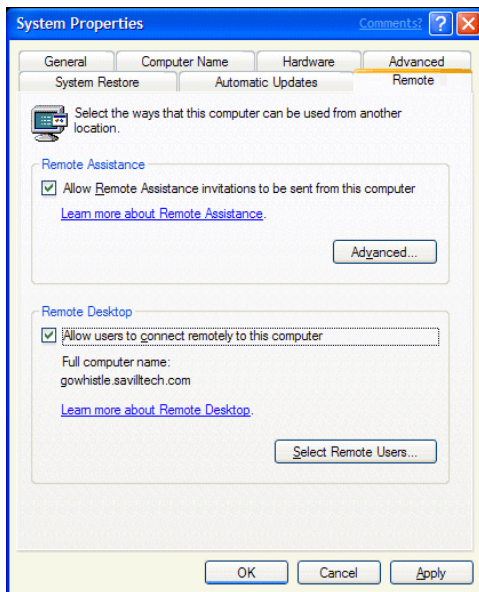 System Properties
Comments?
General Computer Name Hardware Advanced
System Restore Automatic Updates Remote
Select the ways that this computer can be used from another
location.
Remote Assistance
Allow Remote Assistance invitations to be sent from this computer
Learn more about Remote Assistance.
Advanced...
Remote Desktop
Allow users to connect remotely to this computer
Full computer name:
gowhistle.savilltech.com
Learn more about Remote Desktop.
Select Remote Users...
OK Cancel Apply